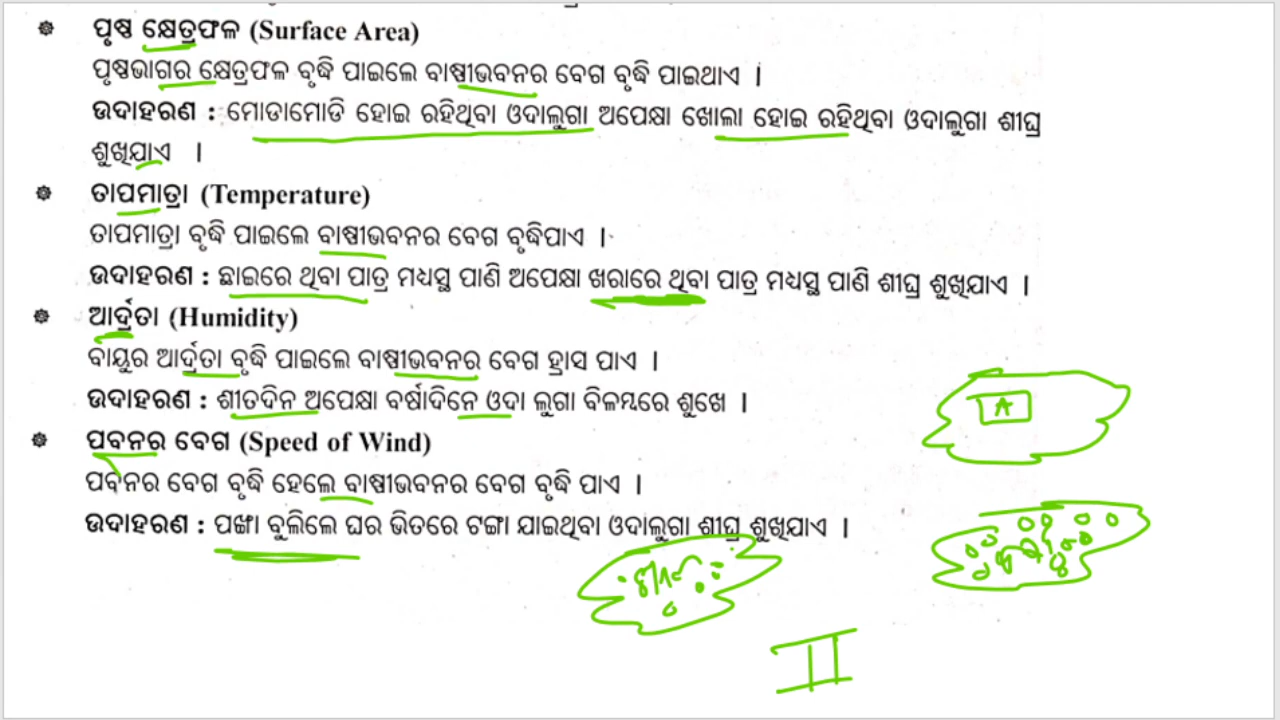 ପୃଷ୍ଠ କ୍ଷେତ୍ରଫଳ (Surface Area)
ପୃଷ୍ଠଭାଗର କ୍ଷେତ୍ରଫଳ ବୃଦ୍ଧି ପାଇଲେ ବାଷ୍ପୀଭବନର ବେଗ ବୃଦ୍ଧି ପାଇଥାଏ ।
ଉଦାହରଣ : ମୋଡାମୋଡି ହୋଇ ରହିଥିବା ଓଦାଲୁଗା ଅପେକ୍ଷା ଖୋଲା ହୋଇ ରହିଥିବା ଓଦାଲୁଗା ଶୀଘ୍ର
ଶୁଖିଯାଏ ।
ତାପମାତ୍ରା (Temperature)
ତାପମାତ୍ରା ବୃଦ୍ଧି ପାଇଲେ ବାଷ୍ପୀଭବନର ବେଗ ବୃଦ୍ଧିପାଏ ।
ଉଦାହରଣ : ଛାଇରେ ଥିବା ପାତ୍ର ମଧ୍ୟସ୍ଥ ପାଣି ଅପେକ୍ଷା ଖରାରେ ଥିବା ପାତ୍ର ମଧ୍ୟସ୍ଥ ପାଣି ଶୀଘ୍ର ଶୁଖିଯାଏ ।
ଆର୍ଦ୍ରତା (Humidity)
ବାୟୁର ଆର୍ଦ୍ରତା ବୃଦ୍ଧି ପାଇଲେ ବାଷ୍ପୀଭବନର ବେଗ ହ୍ରାସ ପାଏ ।
ଉଦାହରଣ : ଶୀତଦିନ ଅପେକ୍ଷା ବର୍ଷାଦିନେ ଓଦା ଲୁଗା ବିଳମ୍ବରେ ଶୁଖେ ।
A
ପବନର ବେଗ (Speed of Wind)
ପବନର ବେଗ ବୃଦ୍ଧି ହେଲେ ବାଷ୍ପୀଭବନର ବେଗ ବୃଦ୍ଧି ପାଏ ।
ଉଦାହରଣ : ପଙ୍ଖା ବୁଲିଲେ ଘର ଭିତରେ ଟଙ୍ଗା ଯାଇଥିବା ଓଦାଲୁଗା ଶୀଘ୍ର ଶୁଖିଯାଏ ।
II